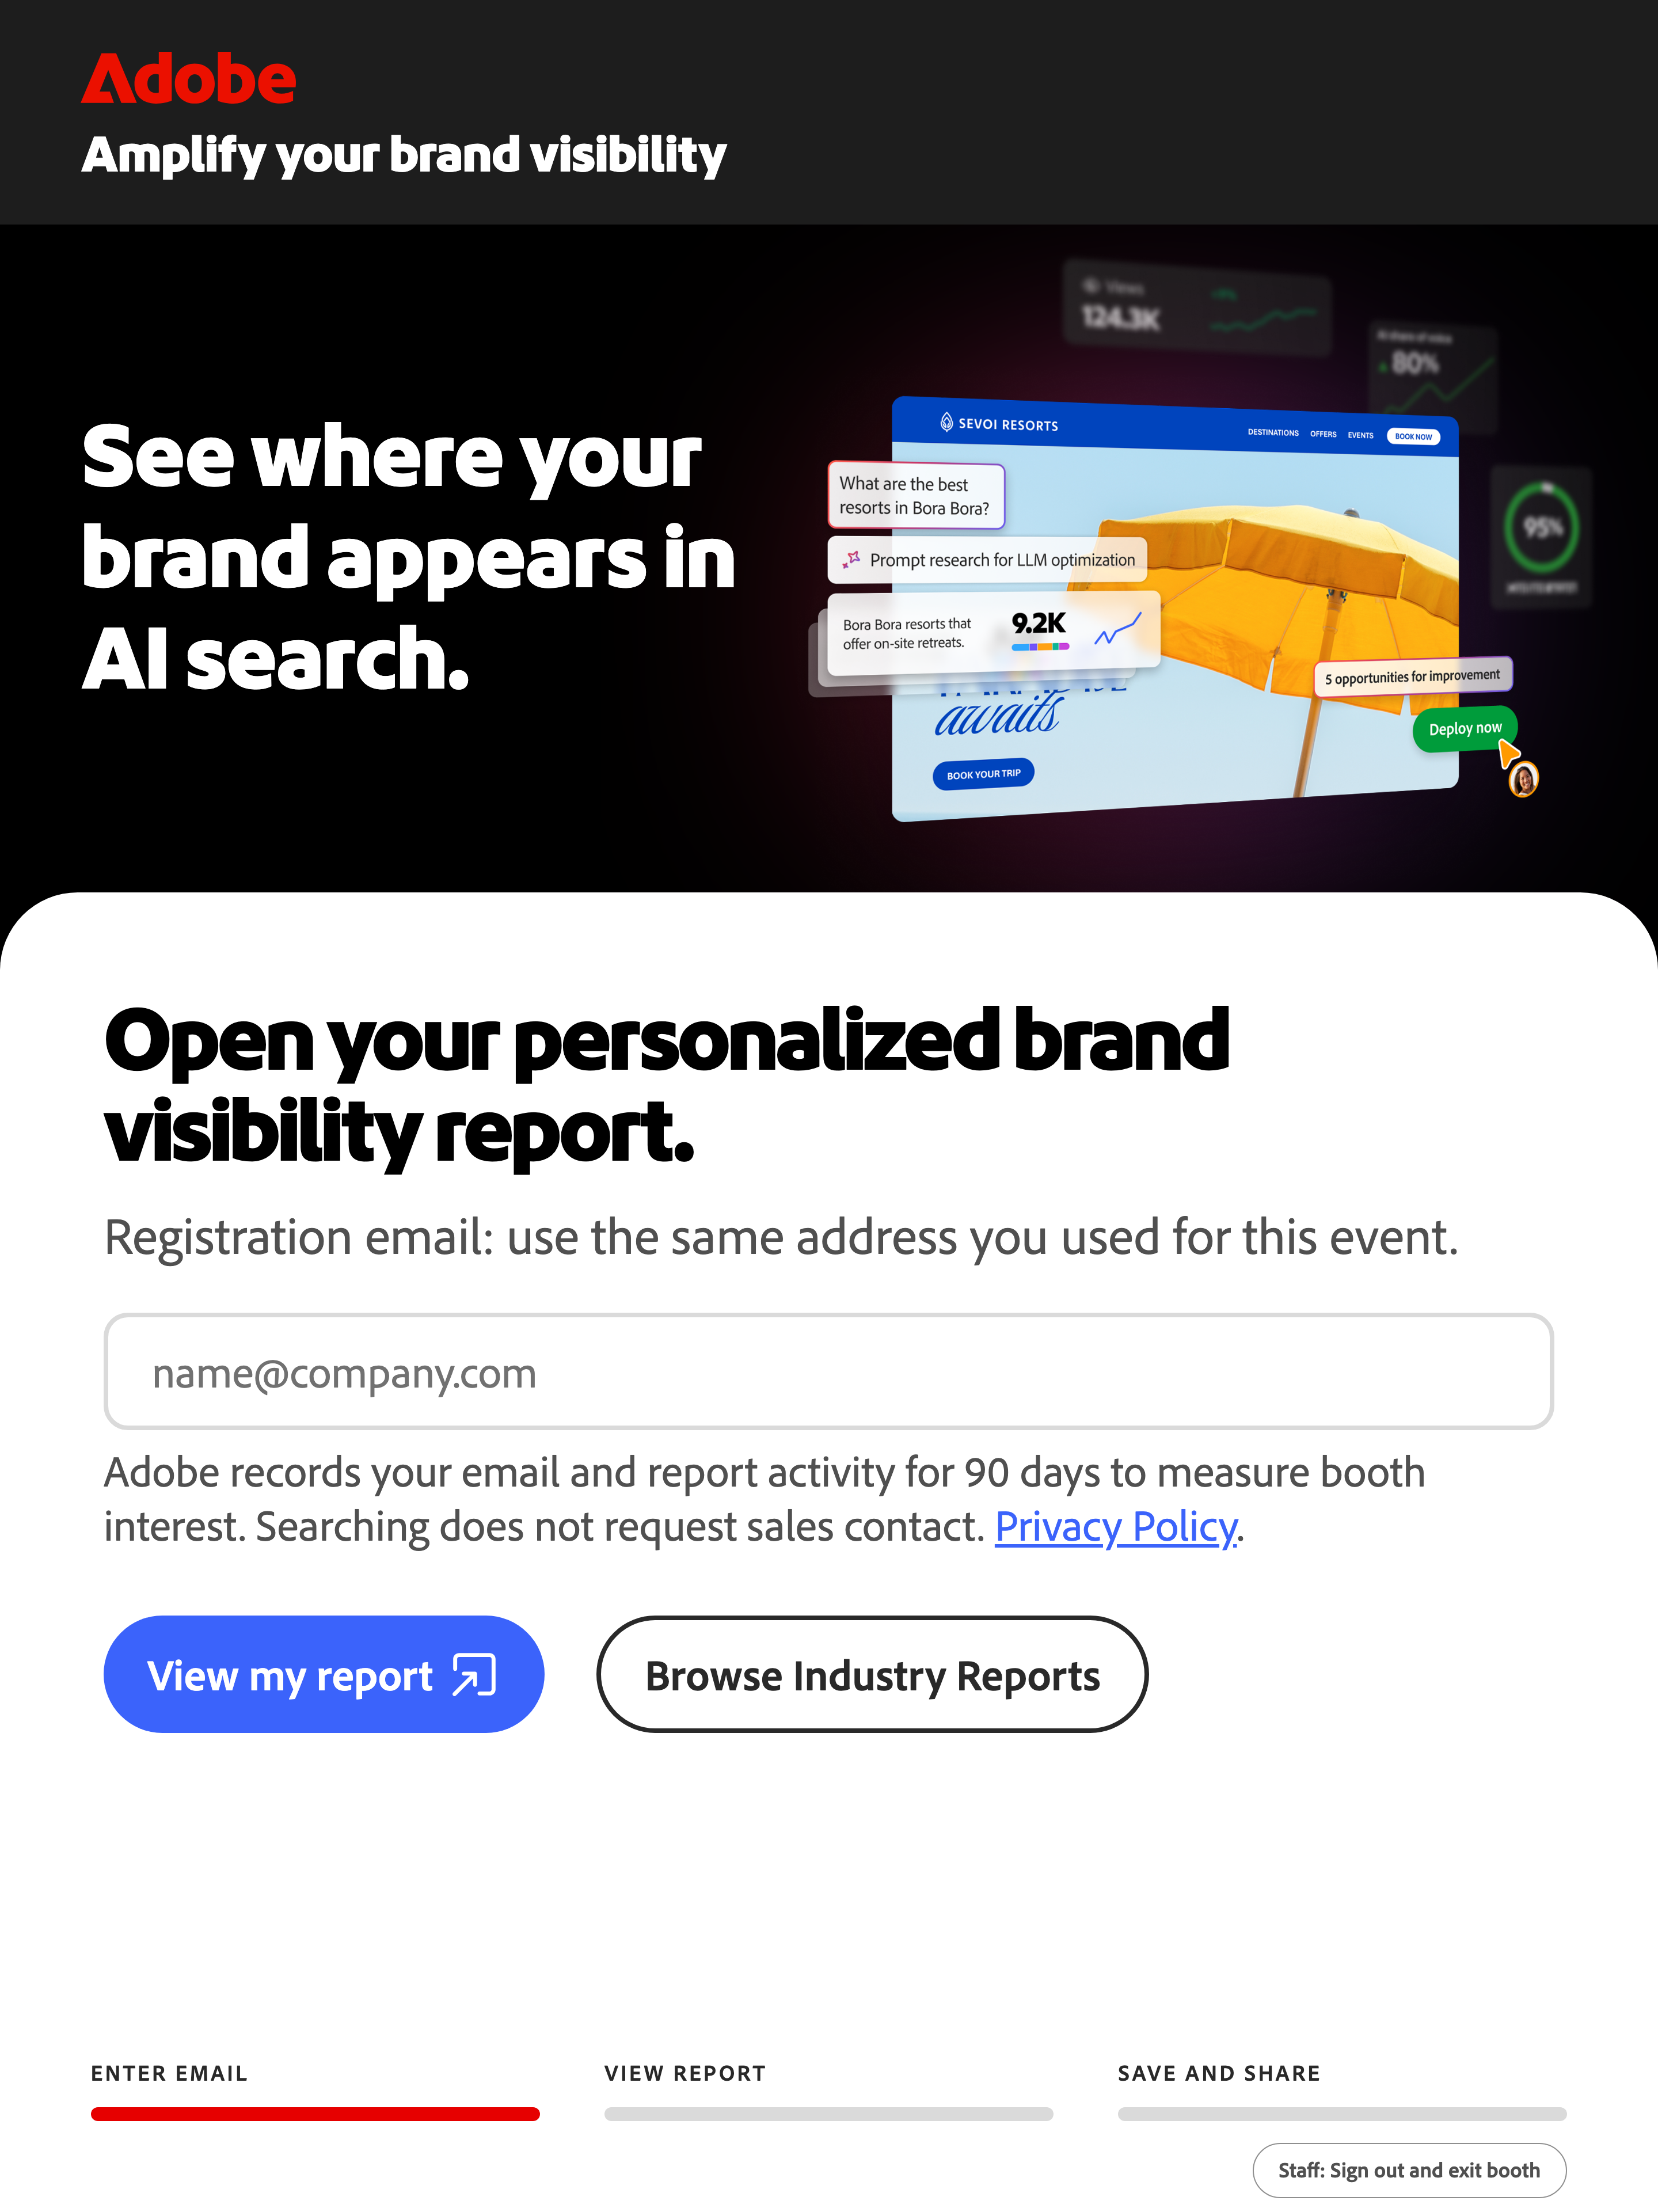 Adobe
Amplify your brand visibility
See where your
brand appears in
AI search.
Views
124.3K
AI share of voice
80%
SEVOI RESORTS
DESTINATIONS
OFFERS
EVENTS
BOOK NOW
What are the best
resorts in Bora Bora?
95%
Prompt research for LLM optimization
Bora Bora resorts that
offer on-site retreats.
9.2K
5 opportunities for improvement
awaits
Deploy now
BOOK YOUR TRIP
Open your personalized brand
visibility report.
Registration email: use the same address you used for this event.
name@company.com
Adobe records your email and report activity for 90 days to measure booth
interest. Searching does not request sales contact. Privacy Policy.
View my report
Browse Industry Reports
ENTER EMAIL
VIEW REPORT
SAVE AND SHARE
Staff: Sign out and exit booth